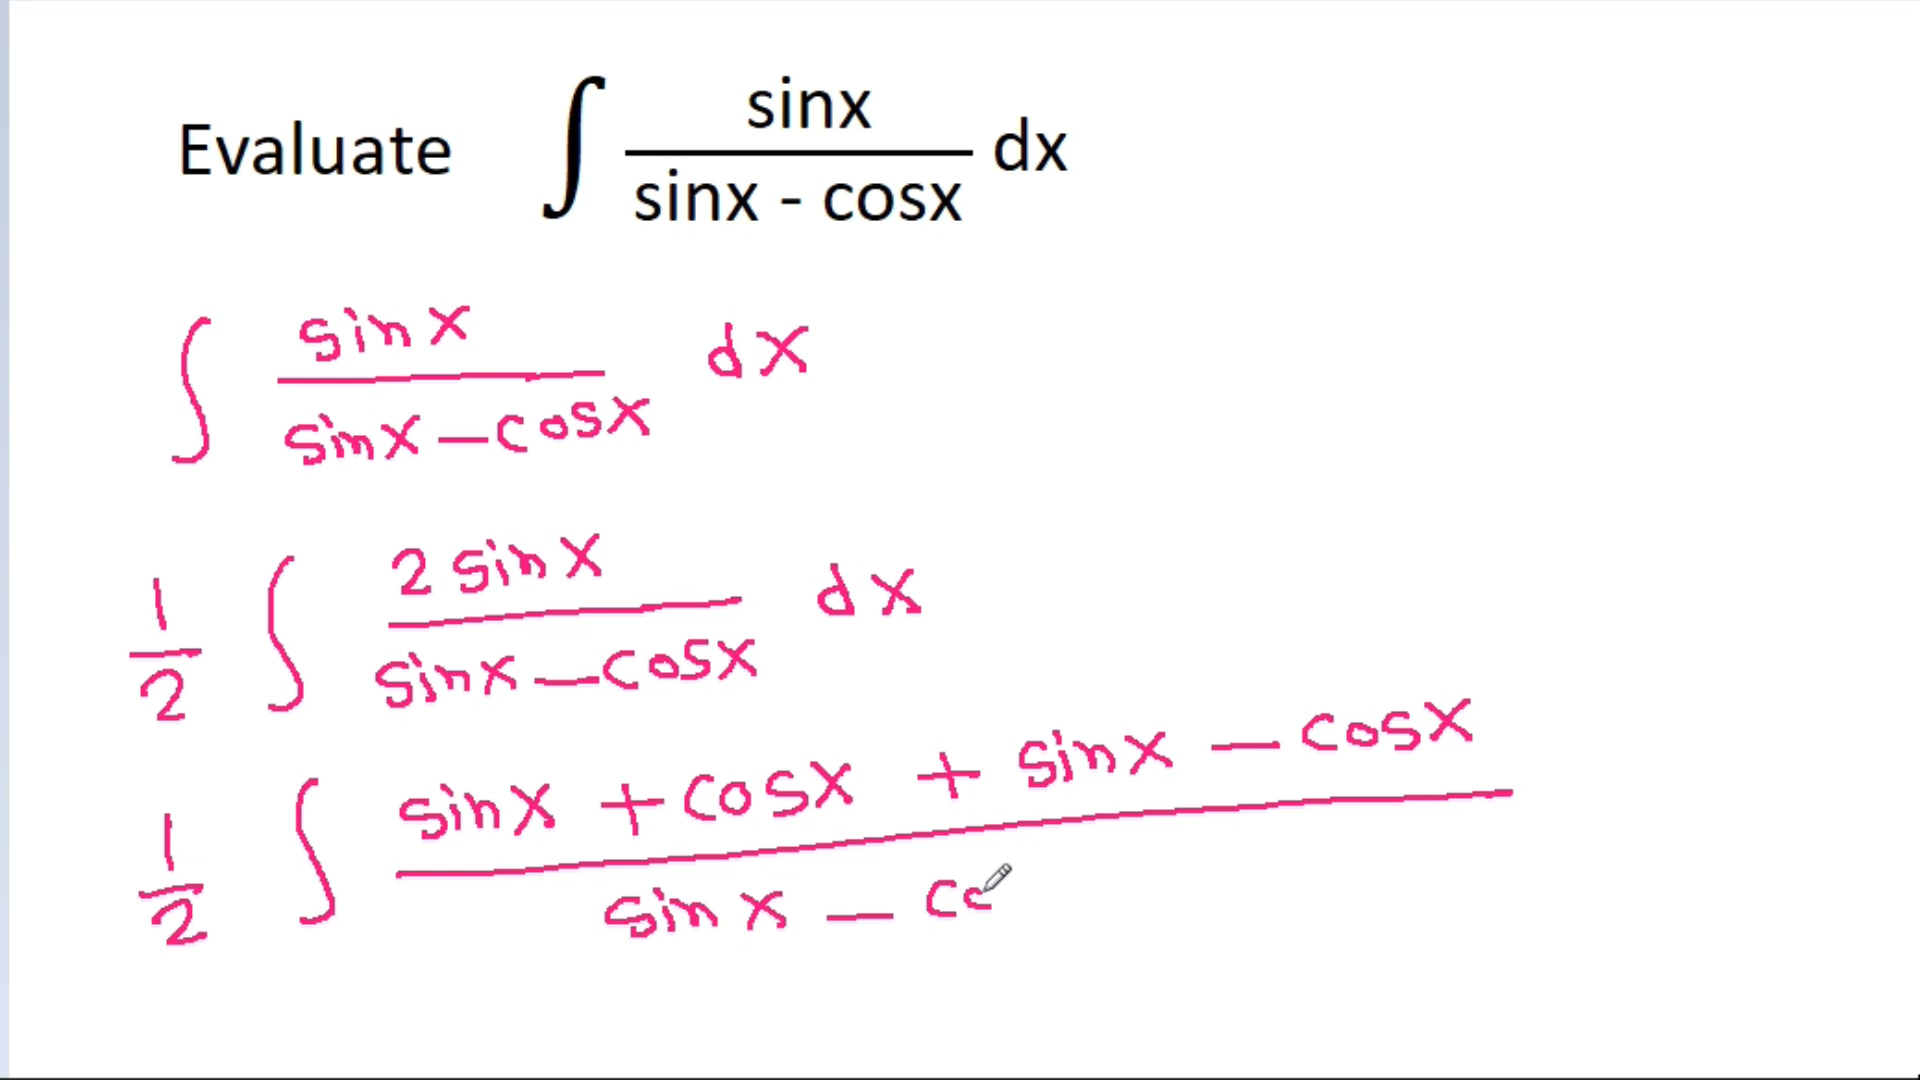 Evaluate ∫ sinx / (sinx - cosx) dx
∫ sinx / (sinx - cosx) dx
1/2 ∫ 2 sinx / (sinx - cosx) dx
1/2 ∫ (sinx + cosx + sinx - cosx) / (sinx - co